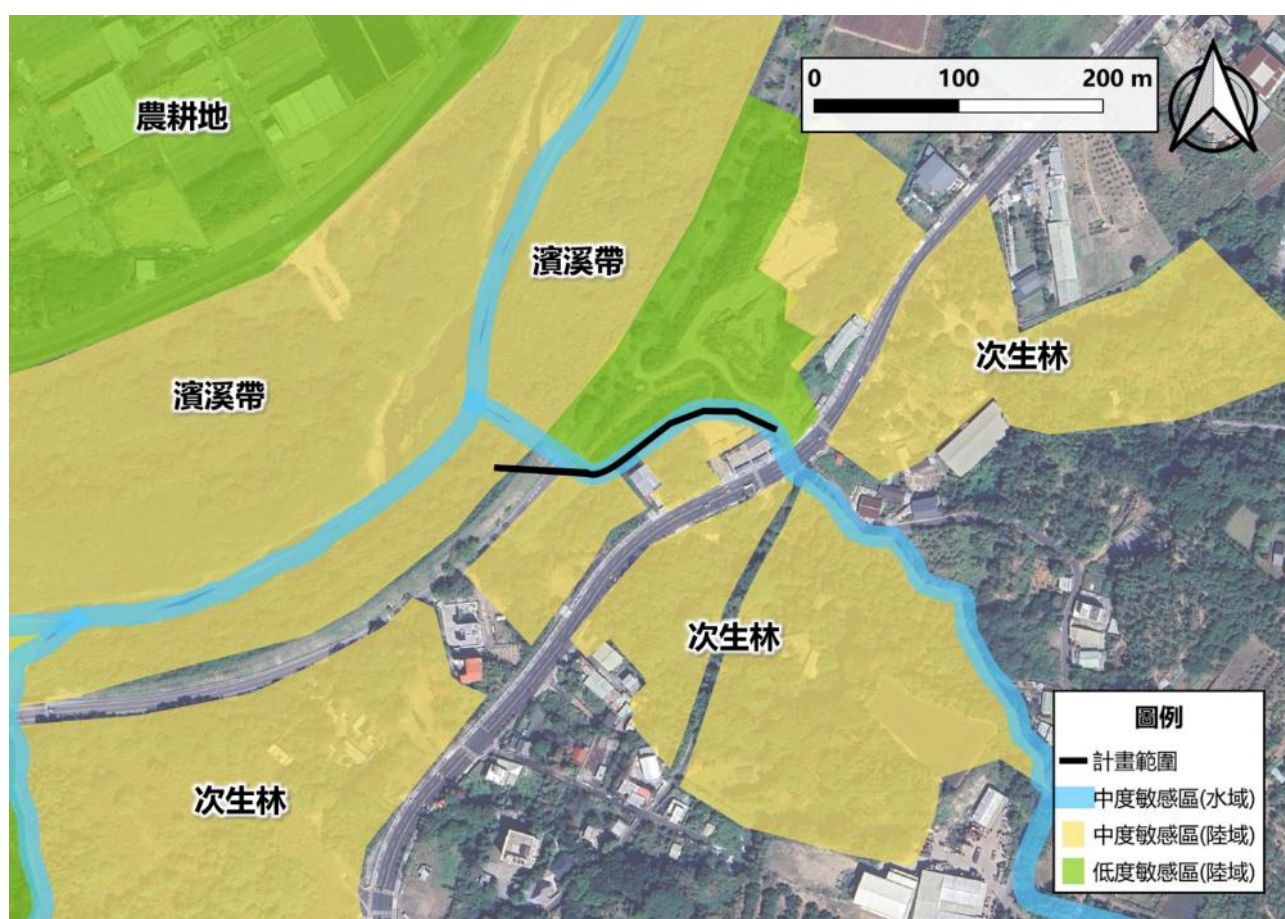 農耕地
0 100 200 m
濱溪帶
濱溪帶
次生林
次生林
次生林
圖例
計畫範圍
中度敏感區(水域)
中度敏感區(陸域)
低度敏感區(陸域)